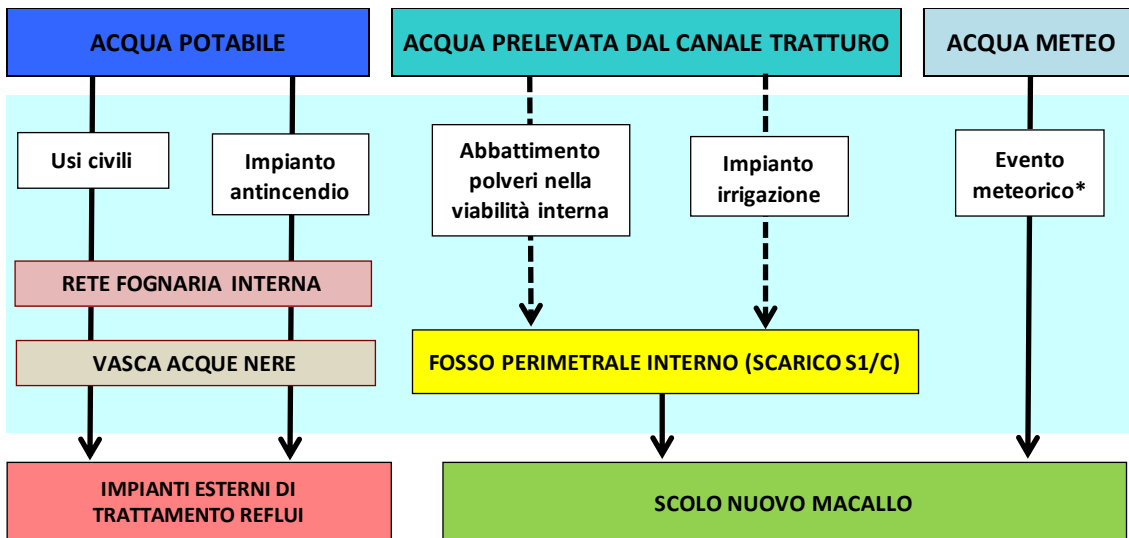 ACQUA POTABILE
ACQUA PRELEVATA DAL CANALE TRATTURO
ACQUA METEO
Usi civili
Impianto
antincendio
Abbattimento
polveri nella
viabilità interna
Impianto
irrigazione
Evento
meteorico*
RETE FOGNARIA INTERNA
VASCA ACQUE NERE
FOSSO PERIMETRALE INTERNO (SCARICO S1/C)
IMPIANTI ESTERNI DI
TRATTAMENTO REFLUI
SCOLO NUOVO MACALLO